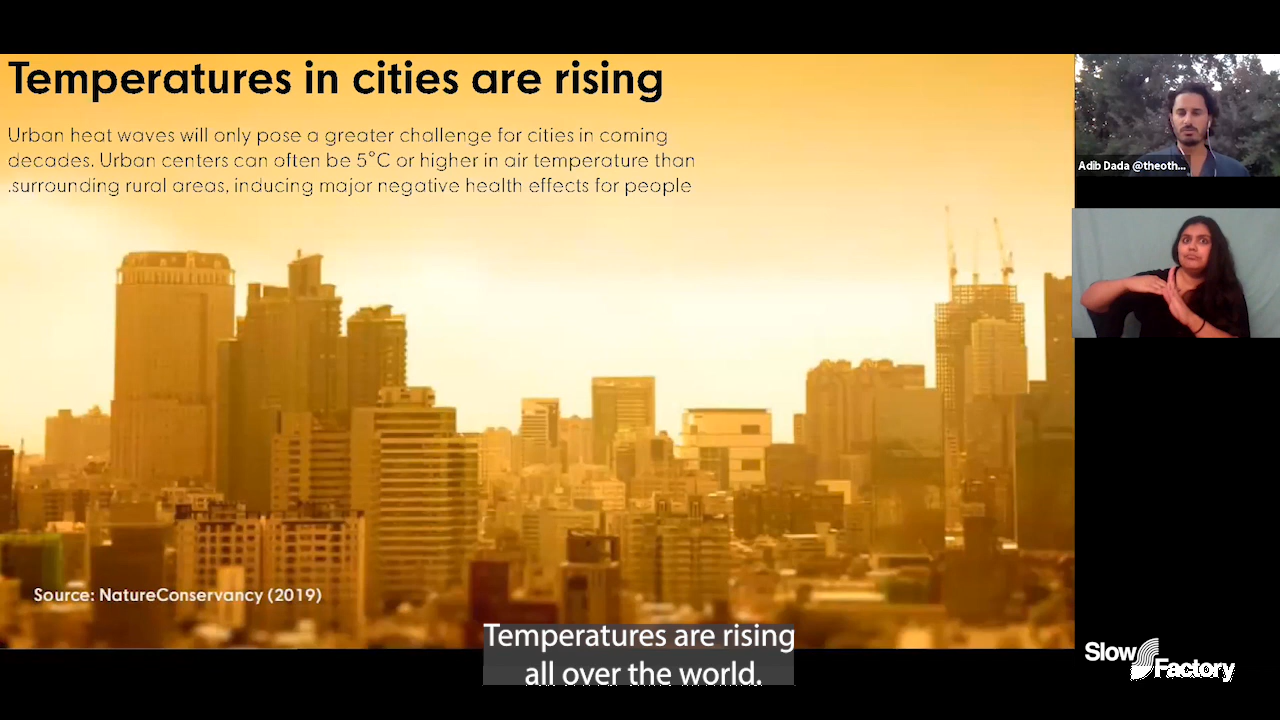 Temperatures in cities are rising
Urban heat waves will only pose a greater challenge for cities in coming
decades. Urban centers can often be 5°C or higher in air temperature than
.surrounding rural areas, inducing major negative health effects for people
Adib Dada @theoth...
Source: NatureConservancy (2019)
Temperatures are rising
all over the world.
Slow
Factory